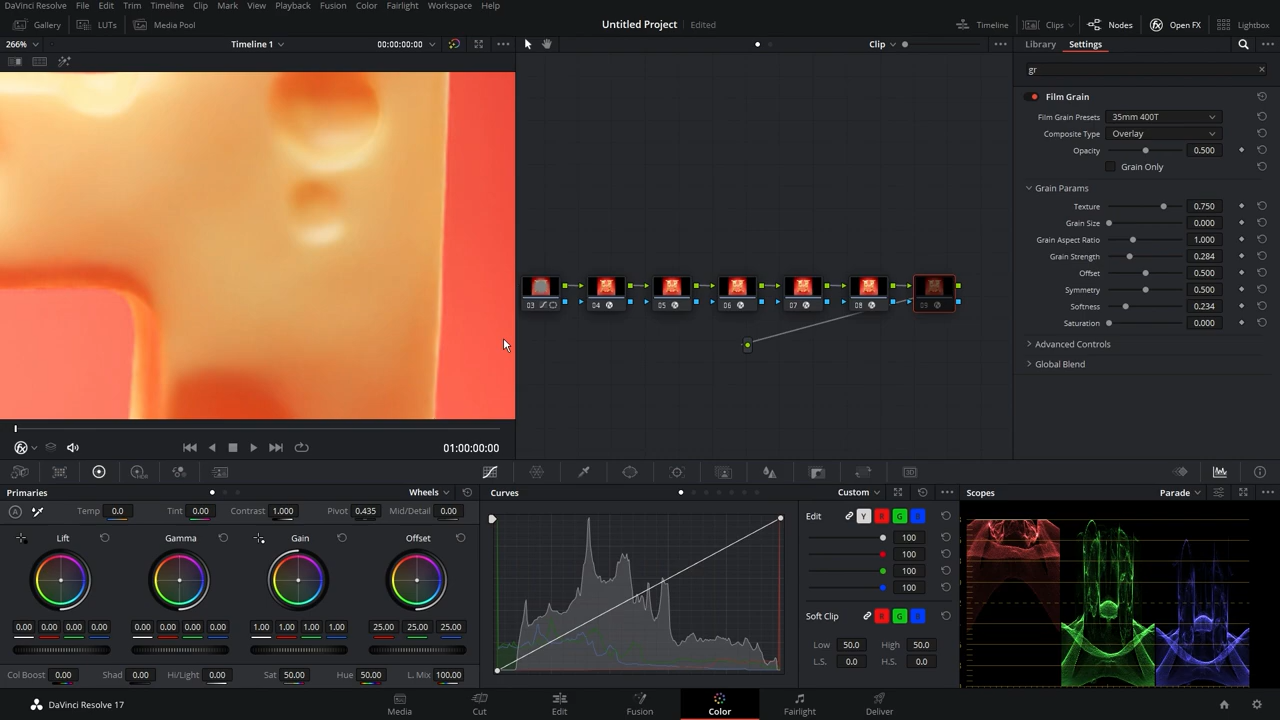 DaVinci Resolve File Edit Trim Timeline Clip Mark View Playback Fusion Color Fairlight Workspace Help
Gallery LUTs Media Pool Untitled Project Edited Timeline Clips Nodes Open FX Lightbox
266% Timeline 1 00:00:00:00 Clip Library Settings
gr
Film Grain
Film Grain Presets 35mm 400T
Composite Type Overlay
Opacity 0.500
Grain Only
Grain Params
Texture 0.750
Grain Size 0.000
Grain Aspect Ratio 1.000
Grain Strength 0.284
Offset 0.500
Symmetry 0.500
Softness 0.234
Saturation 0.000
Advanced Controls
Global Blend
03 04 05 06 07 08 09
01:00:00:00
Primaries Wheels Curves Custom Scopes Parade
Temp 0.0 Tint 0.00 Contrast 1.000 Pivot 0.435 Mid/Detail 0.00
Lift Gamma Gain Offset
0.00 0.00 0.00 0.00 0.00 0.00 0.00 0.00 1.00 1.00 1.00 1.00 25.00 25.00 25.00
Col Boost 0.00 Shad 0.00 Hi/Light 0.00 Sat 50.00 Hue 50.00 L. Mix 100.00
Edit Y R G B
100
100
100
100
Soft Clip R G B
Low 50.0 High 50.0
L.S. 0.0 H.S. 0.0
DaVinci Resolve 17 Media Cut Edit Fusion Color Fairlight Deliver